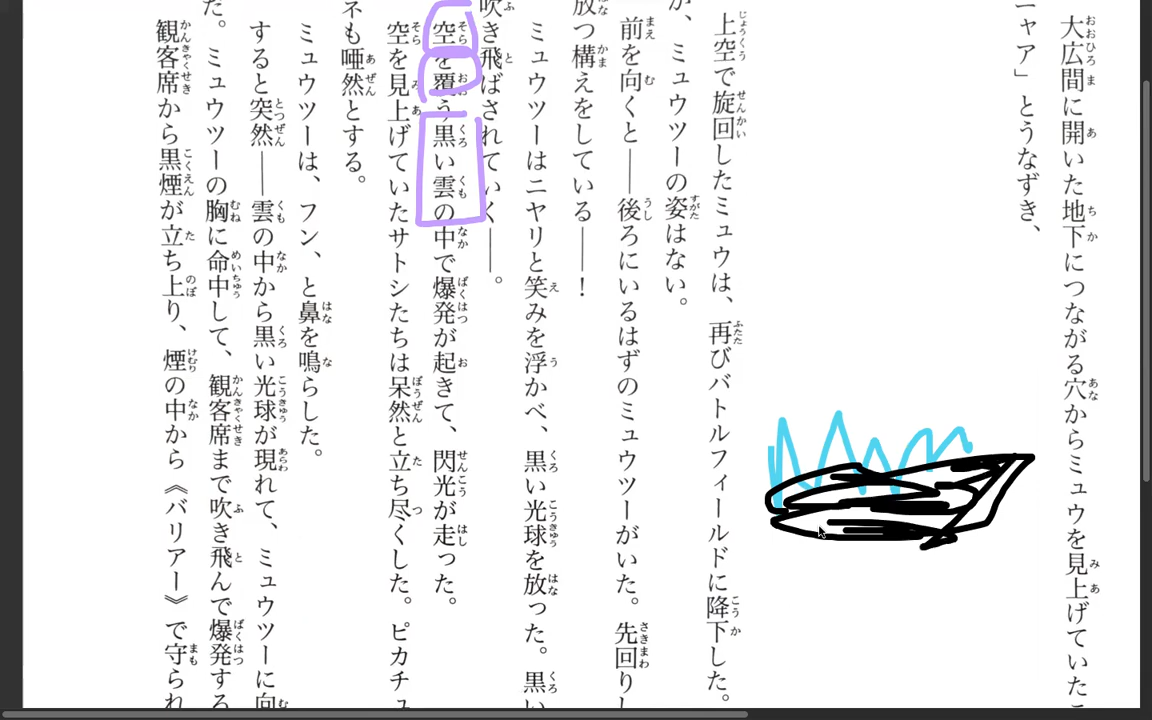 大広間に開いた地下につながる穴からミュウを見上げていたニ
ニャア」とうなずき、
上空で旋回したミュウは、再びバトルフィールドに降下した。
が、ミュウツーの姿はない。
前を向くと――後ろにいるはずのミュウツーがいた。先回りし
放つ構えをしている――！
ミュウツーはニヤリと笑みを浮かべ、黒い光球を放った。黒い
吹き飛ばされていく――。
空を覆う黒い雲の中で爆発が起きて、閃光が走った。
空を見上げていたサトシたちは呆然と立ち尽くした。ピカチュ
ネも唖然とする。
ミュウツーは、フン、と鼻を鳴らした。
すると突然――雲の中から黒い光球が現れて、ミュウツーに向
た。ミュウツーの胸に命中して、観客席まで吹き飛んで爆発する
観客席から黒煙が立ち上り、煙の中から《バリアー》で守られ